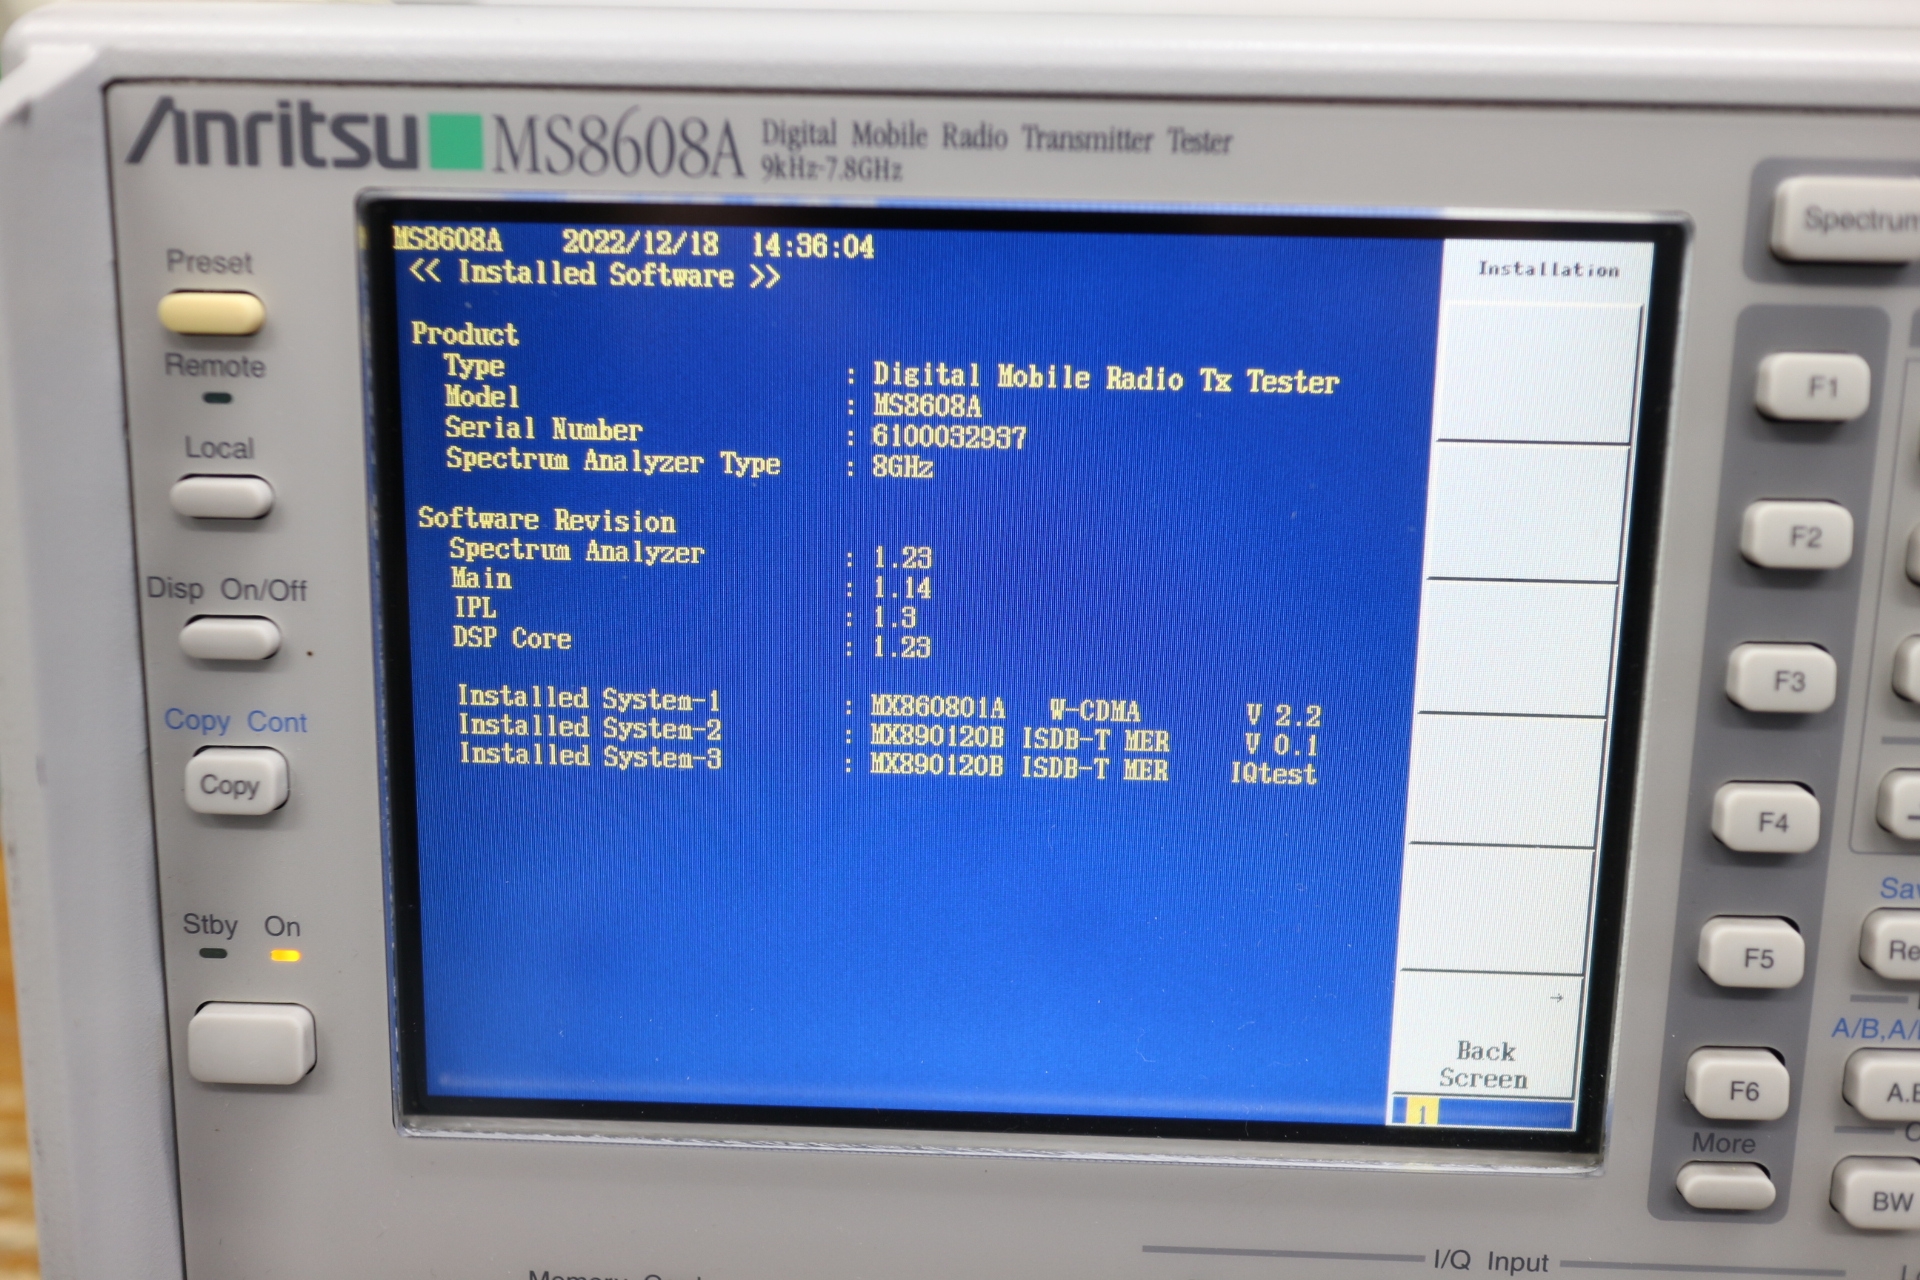 Anritsu MS8608A Digital Mobile Radio Transmitter Tester
9kHz-7.8GHz
MS8608A 2022/12/18 14:36:04
<< Installed Software >>
Product
Type : Digital Mobile Radio Tx Tester
Model : MS8608A
Serial Number : 6100032937
Spectrum Analyzer Type : 8GHz
Software Revision
Spectrum Analyzer : 1.23
Main : 1.14
IPL : 1.3
DSP Core : 1.23
Installed System-1 : MX860801A W-CDMA V 2.2
Installed System-2 : MX890120B ISDB-T MER V 0.1
Installed System-3 : MX890120B ISDB-T MER IQtest
Installation
→
Back
Screen
1
Preset
Remote
Local
Disp On/Off
Copy Cont
Copy
Stby On
Spectrum
F1
F2
F3
F4
F5
F6
More
BW
I/Q Input